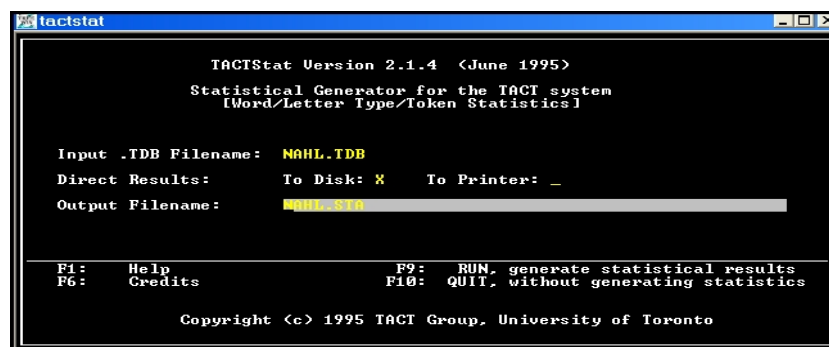 tactstat
TACTStat Version 2.1.4 (June 1995)
Statistical Generator for the TACT system
[Word/Letter Type/Token Statistics]
Input .TDB Filename: NAHL.TDB
Direct Results: To Disk: X To Printer: _
Output Filename: NAHL.STA
F1: Help F9: RUN, generate statistical results
F6: Credits F10: QUIT, without generating statistics
Copyright (c) 1995 TACT Group, University of Toronto